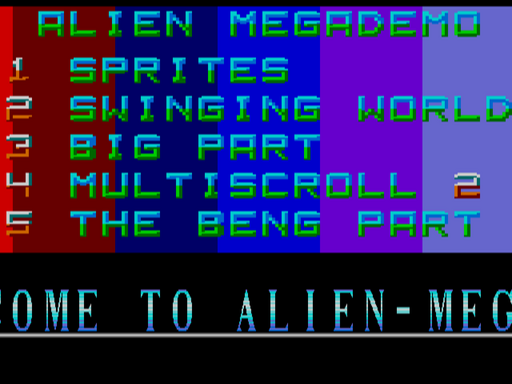 ALIEN MEGADEMO
1 SPRITES
2 SWINGING WORLD
3 BIG PART
4 MULTISCROLL 2
5 THE BENG PART
COME TO ALIEN-MEG